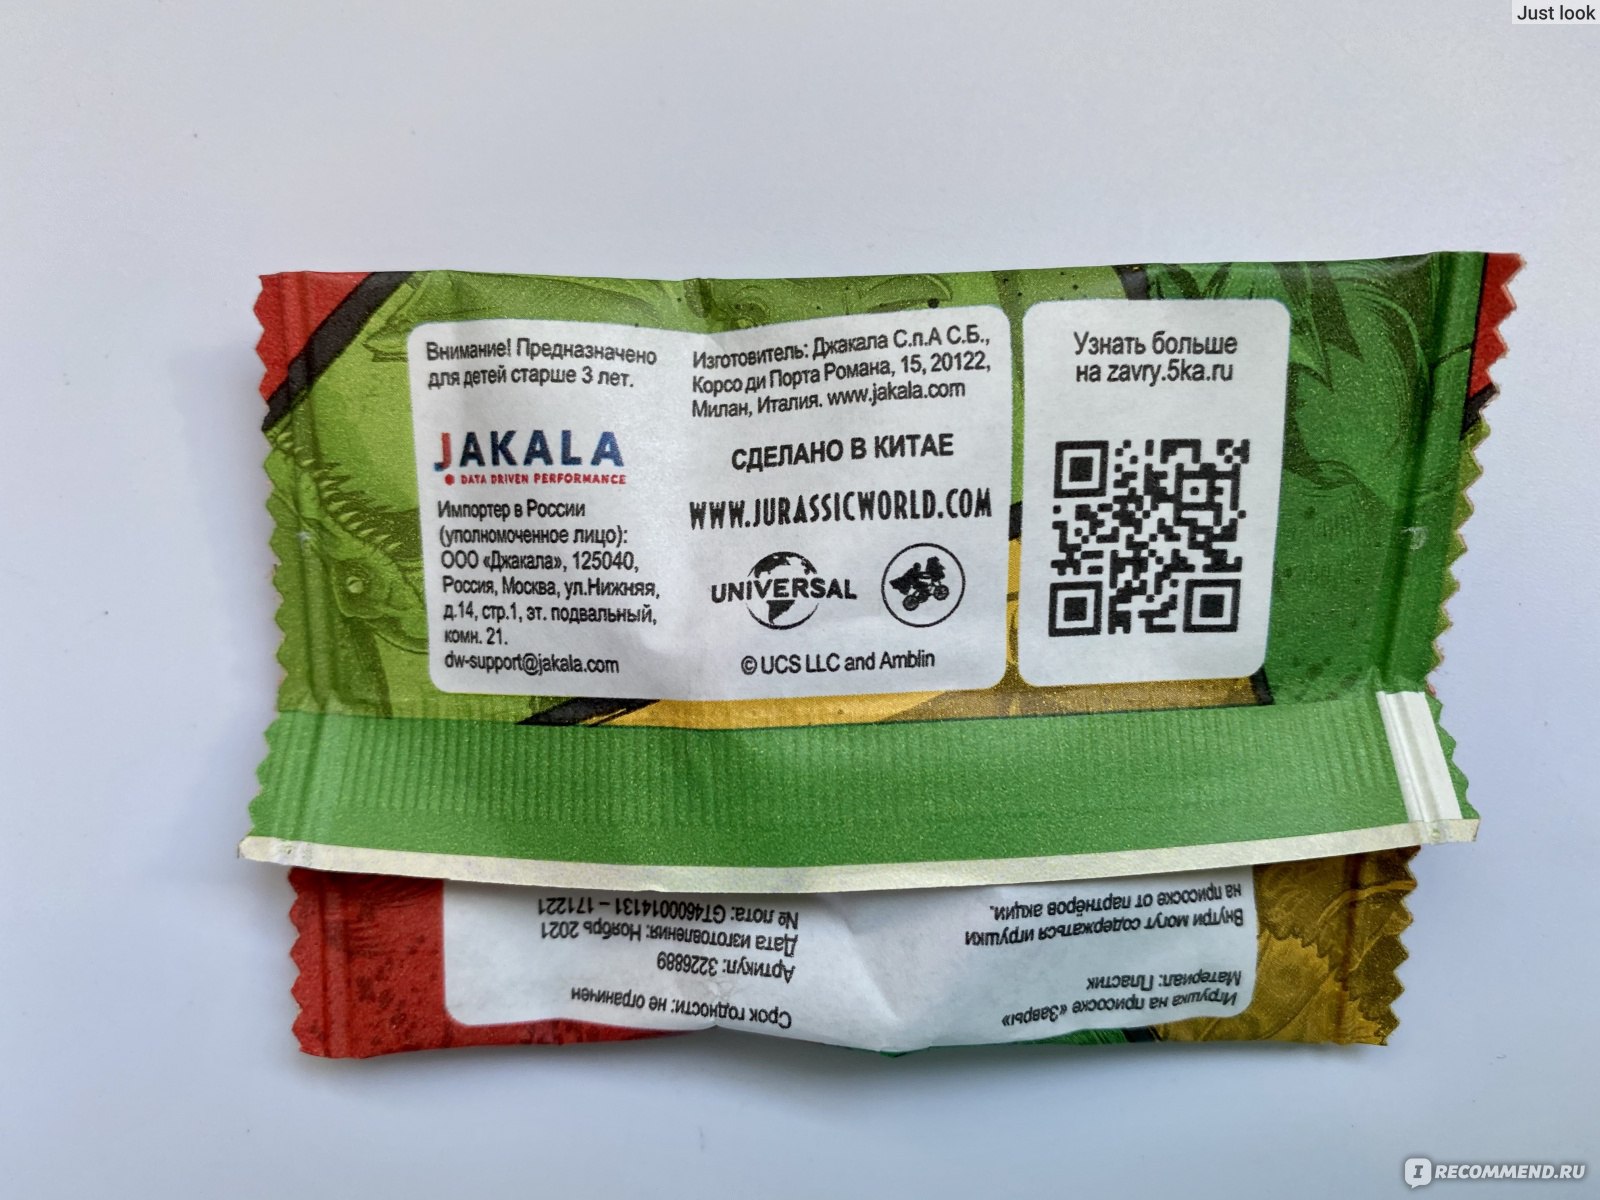 Just look
Внимание! Предназначено
для детей старше 3 лет.
JAKALA
DATA DRIVEN PERFORMANCE
Импортер в России
(уполномоченное лицо):
ООО «Джакала», 125040,
Россия, Москва, ул.Нижняя,
д.14, стр.1, эт. подвальный,
комн. 21.
dw-support@jakala.com
Изготовитель: Джакала С.п.А С.Б.,
Корсо ди Порта Романа, 15, 20122,
Милан, Италия. www.jakala.com
СДЕЛАНО В КИТАЕ
WWW.JURASSICWORLD.COM
UNIVERSAL
© UCS LLC and Amblin
Узнать больше
на zavry.5ka.ru
Игрушка на присоске «Завры»
Материал: Пластик
Внутри могут содержаться игрушки
на присоске от партнёров акции.
Срок годности: не ограничен
Артикул: 3226889
Дата изготовления: Ноябрь 2021
№ лота: GT4600014131 – 171221
IRECOMMEND.RU